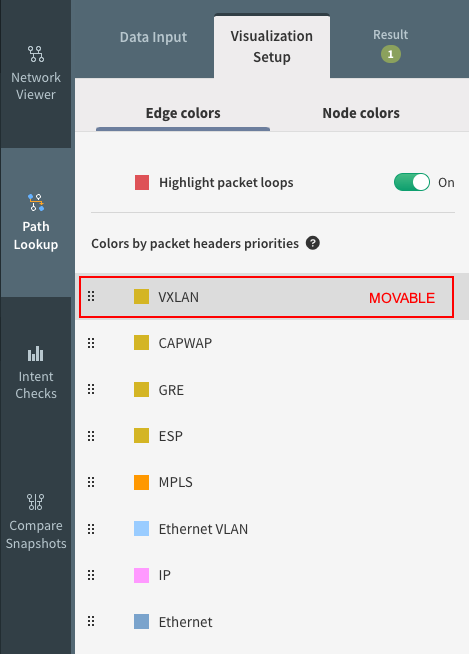 Network
Viewer
Path
Lookup
Intent
Checks
Compare
Snapshots
Data Input
Visualization
Setup
Result
1
Edge colors
Node colors
Highlight packet loops
On
Colors by packet headers priorities ?
VXLAN
MOVABLE
CAPWAP
GRE
ESP
MPLS
Ethernet VLAN
IP
Ethernet